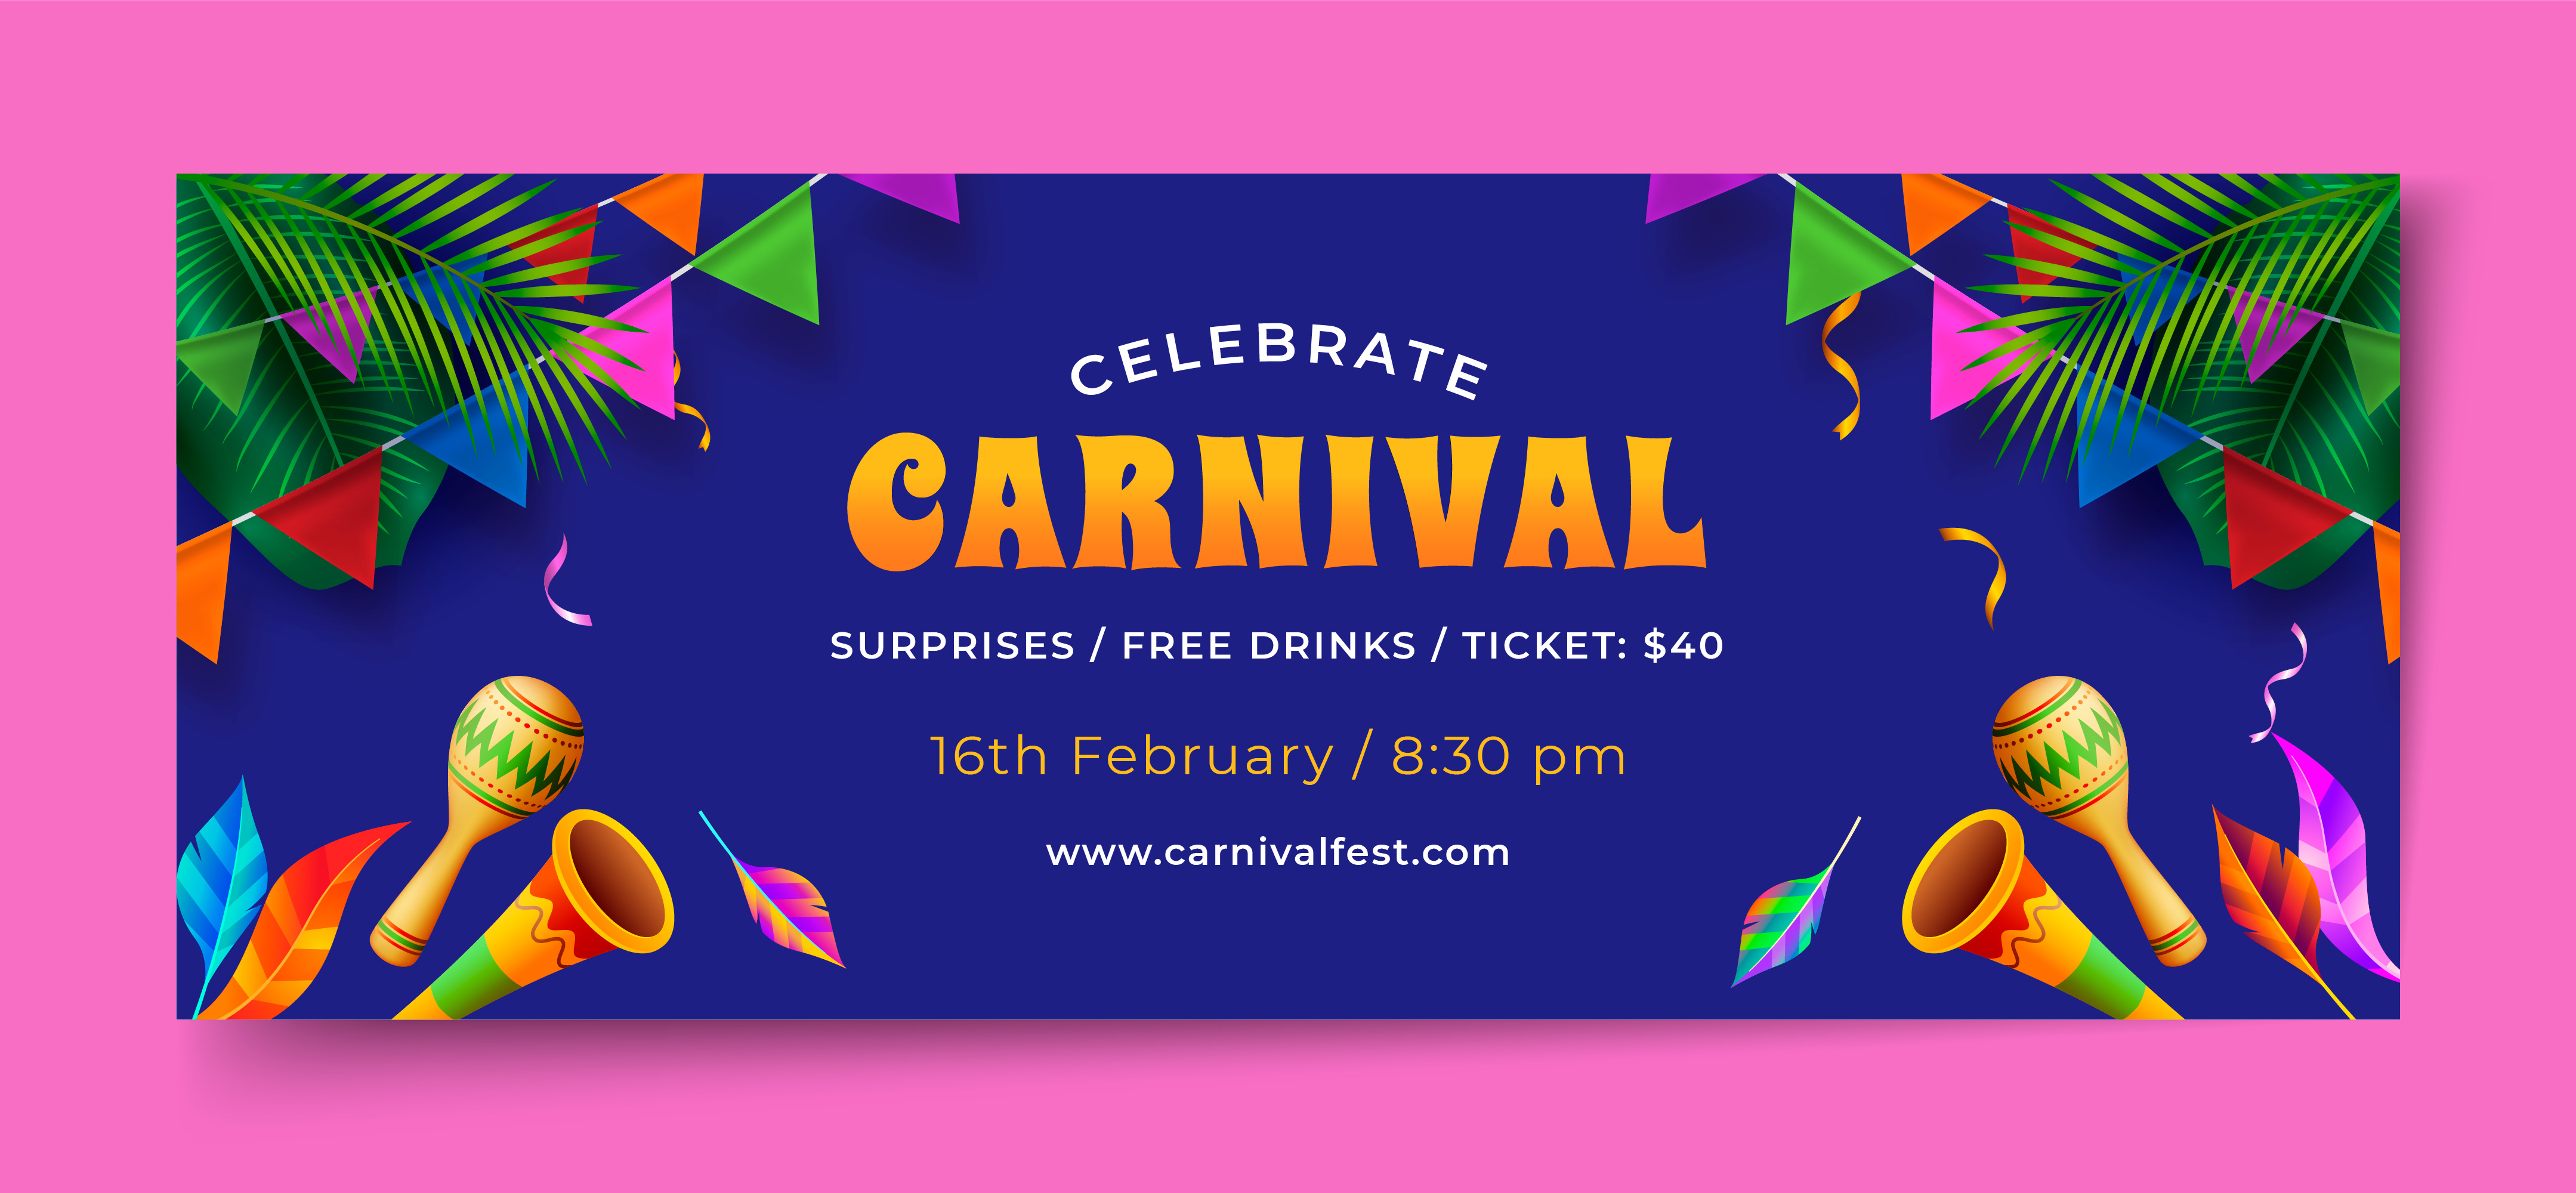 CELEBRATE
CARNIVAL
SURPRISES / FREE DRINKS / TICKET: $40
16th February / 8:30 pm
www.carnivalfest.com